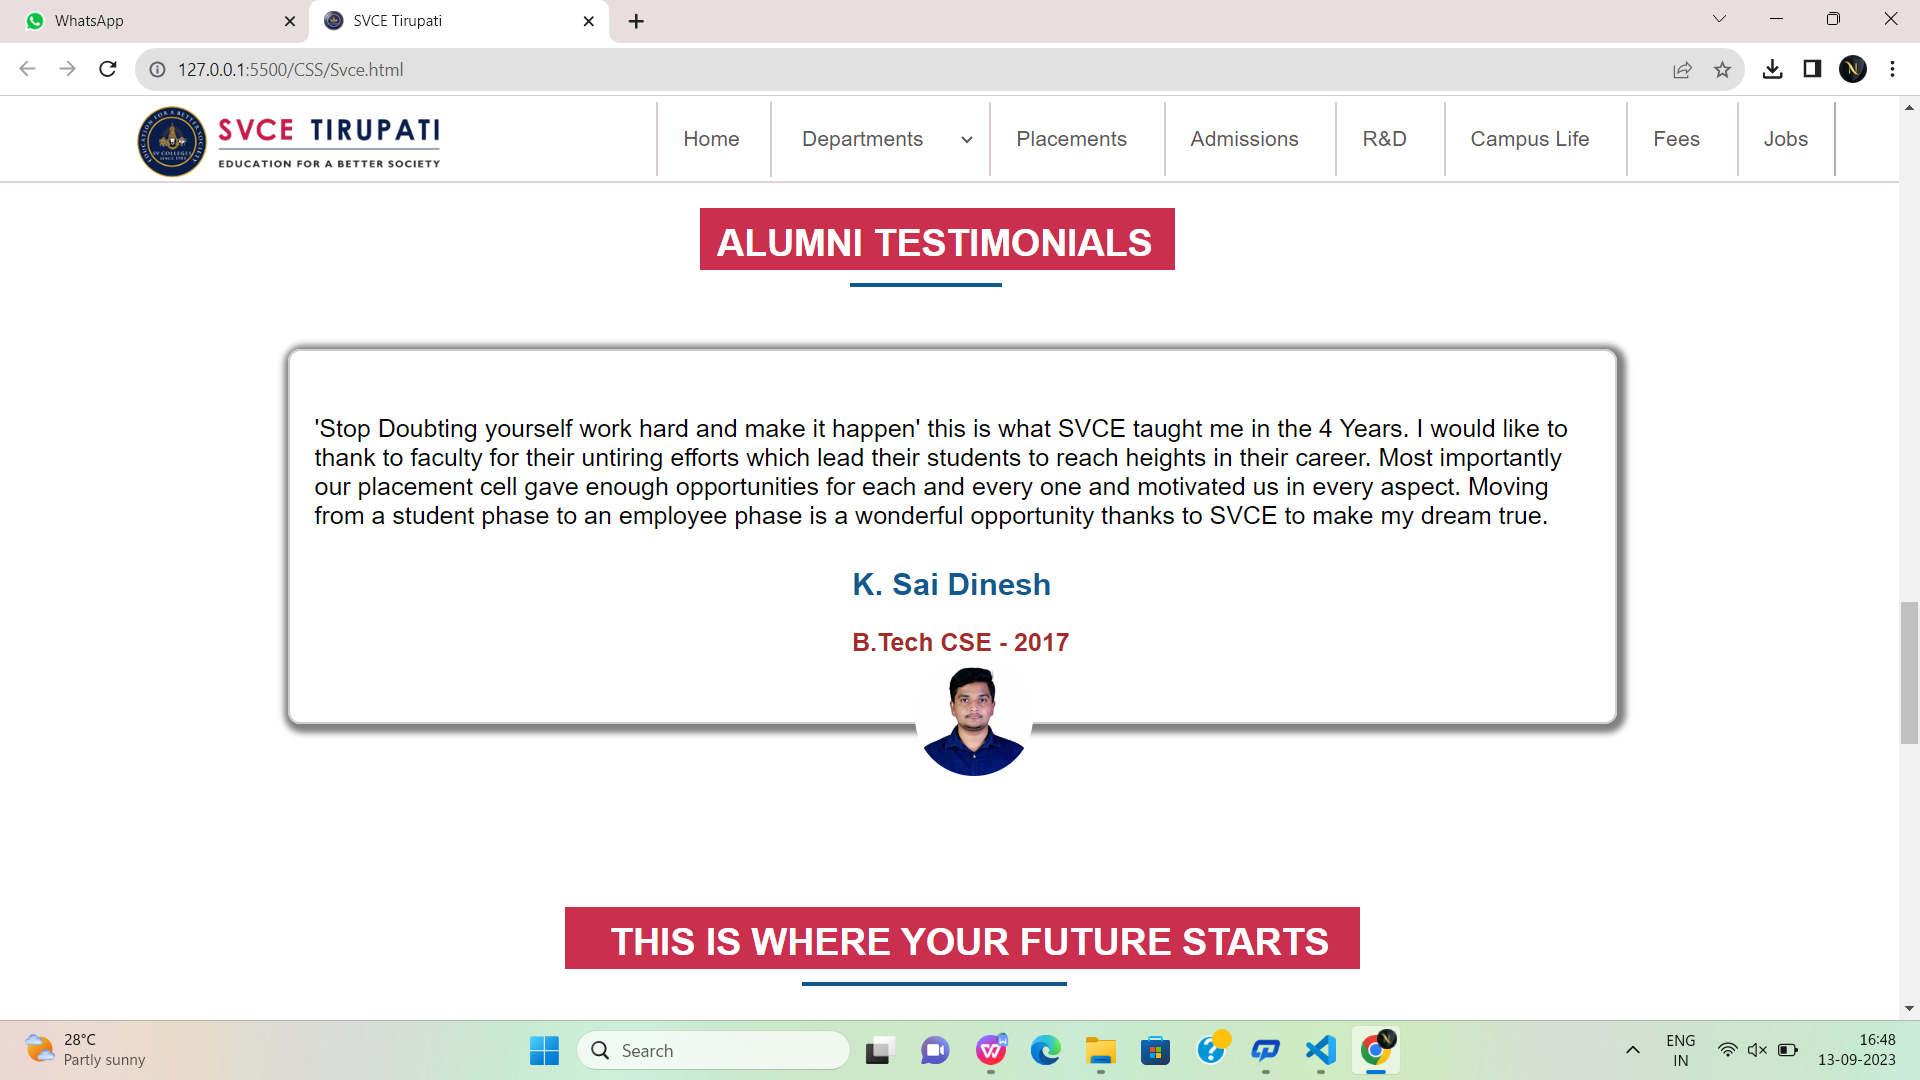 WhatsApp
SVCE Tirupati
127.0.0.1:5500/CSS/Svce.html
SVCE TIRUPATI
EDUCATION FOR A BETTER SOCIETY
Home
Departments
Placements
Admissions
R&D
Campus Life
Fees
Jobs
ALUMNI TESTIMONIALS
'Stop Doubting yourself work hard and make it happen' this is what SVCE taught me in the 4 Years. I would like to
thank to faculty for their untiring efforts which lead their students to reach heights in their career. Most importantly
our placement cell gave enough opportunities for each and every one and motivated us in every aspect. Moving
from a student phase to an employee phase is a wonderful opportunity thanks to SVCE to make my dream true.
K. Sai Dinesh
B.Tech CSE - 2017
THIS IS WHERE YOUR FUTURE STARTS
28°C
Partly sunny
Search
ENG
IN
16:48
13-09-2023